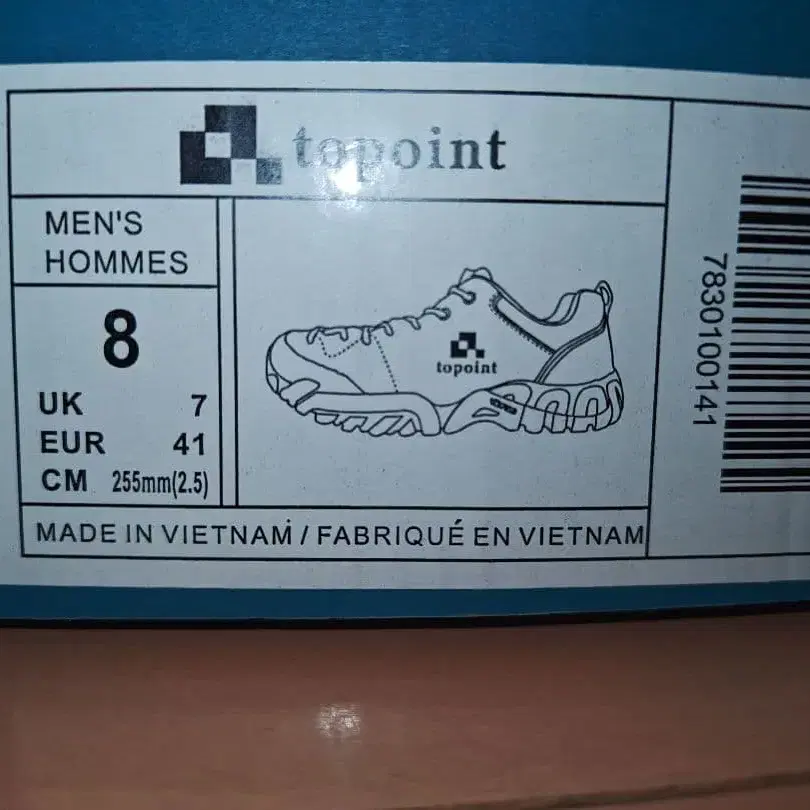 topoint
MEN'S
HOMMES
8
UK 7
EUR 41
CM 255mm(2.5)
topoint
MADE IN VIETNAM / FABRIQUÉ EN VIETNAM
7830100141